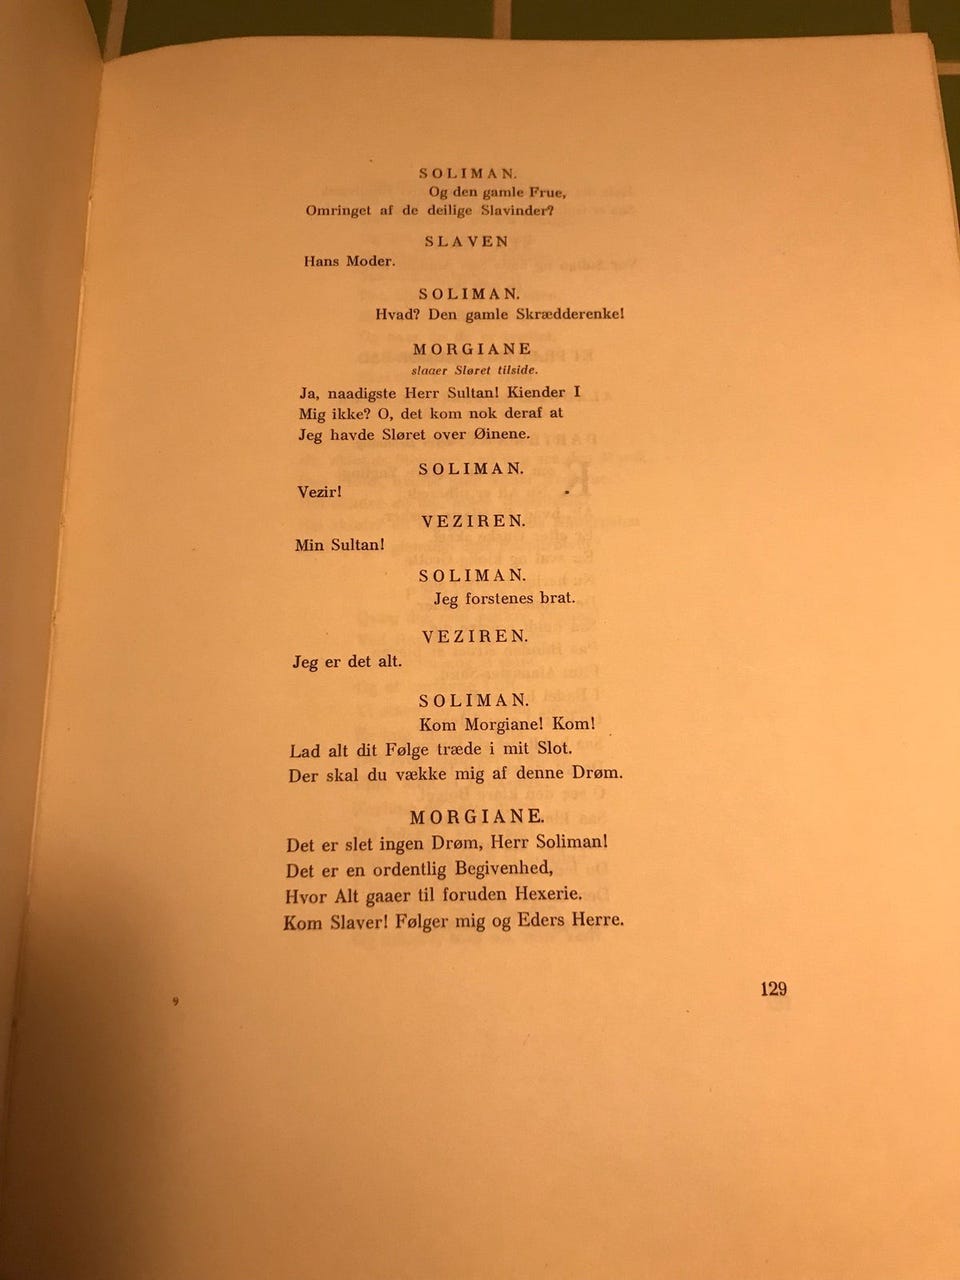 SOLIMAN.
Og den gamle Frue,
Omringet af de deilige Slavinder?
SLAVEN
Hans Moder.
SOLIMAN.
Hvad? Den gamle Skrædderenke!
MORGIANE
slaaer Sløret tilside.
Ja, naadigste Herr Sultan! Kiender I
Mig ikke? O, det kom nok deraf at
Jeg havde Sløret over Øinene.
SOLIMAN.
Vezir!
VEZIREN.
Min Sultan!
SOLIMAN.
Jeg forstenes brat.
VEZIREN.
Jeg er det alt.
SOLIMAN.
Kom Morgiane! Kom!
Lad alt dit Følge træde i mit Slot.
Der skal du vække mig af denne Drøm.
MORGIANE.
Det er slet ingen Drøm, Herr Soliman!
Det er en ordentlig Begivenhed,
Hvor Alt gaaer til foruden Hexerie.
Kom Slaver! Følger mig og Eders Herre.
129
9